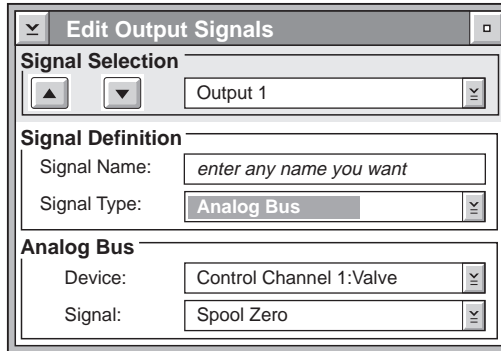 Edit Output Signals
Signal Selection
Output 1
Signal Definition
Signal Name: enter any name you want
Signal Type: Analog Bus
Analog Bus
Device: Control Channel 1:Valve
Signal: Spool Zero